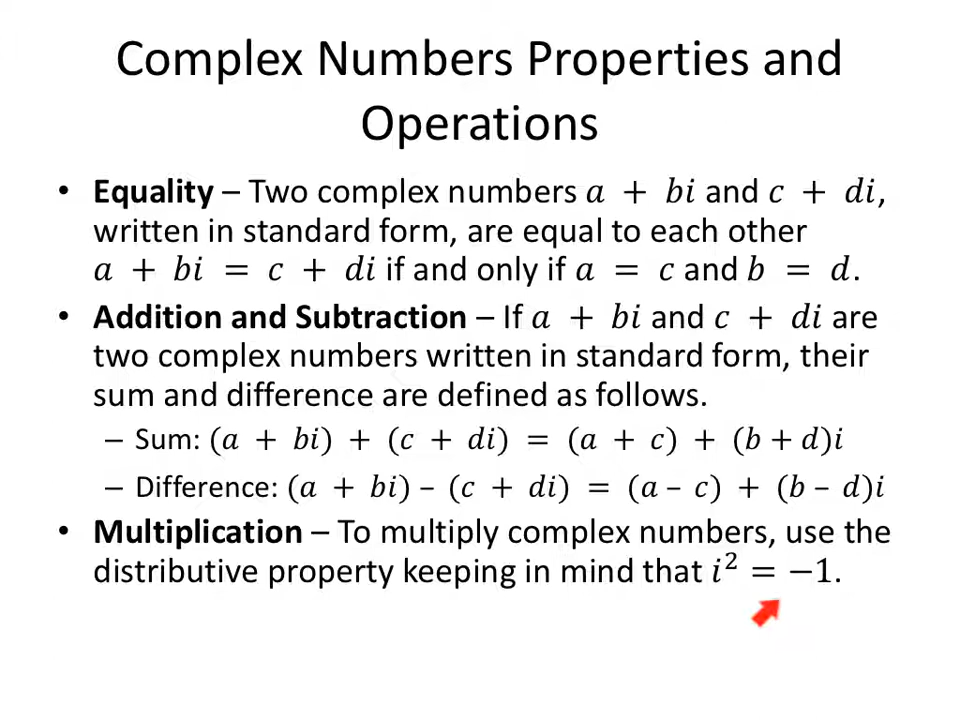 Complex Numbers Properties and
Operations
• Equality – Two complex numbers a + bi and c + di,
written in standard form, are equal to each other
a + bi = c + di if and only if a = c and b = d.
• Addition and Subtraction – If a + bi and c + di are
two complex numbers written in standard form, their
sum and difference are defined as follows.
– Sum: (a + bi) + (c + di) = (a + c) + (b + d)i
– Difference: (a + bi) – (c + di) = (a – c) + (b – d)i
• Multiplication – To multiply complex numbers, use the
distributive property keeping in mind that i² = −1.